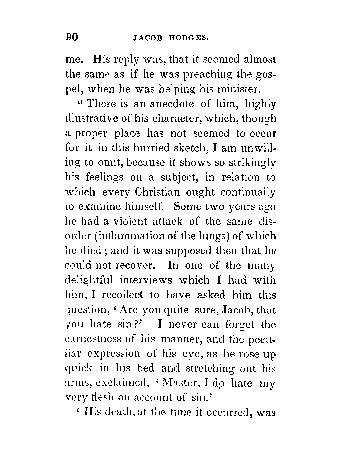 90 JACOB HODGES.
me. His reply was, that it seemed almost
the same as if he was preaching the gos-
pel, when he was helping his minister.
" There is an anecdote of him, highly
illustrative of his character, which, though
a proper place has not seemed to occur
for it in this hurried sketch, I am unwill-
ing to omit, because it shows so strikingly
his feelings on a subject, in relation to
which every Christian ought continually
to examine himself. Some two years ago
he had a violent attack of the same dis-
order (inflammation of the lungs) of which
he died; and it was supposed then that he
could not recover. In one of the many
delightful interviews which I had with
him, I recollect to have asked him this
question, ‘Are you quite sure, Jacob, that
you hate sin?’ I never can forget the
earnestness of his manner, and the pecu-
liar expression of his eye, as he rose up
quick in his bed and stretching out his
arms, exclaimed, ‘Master, I do hate my
very flesh on account of sin.’
‘ His death, at the time it occurred, was